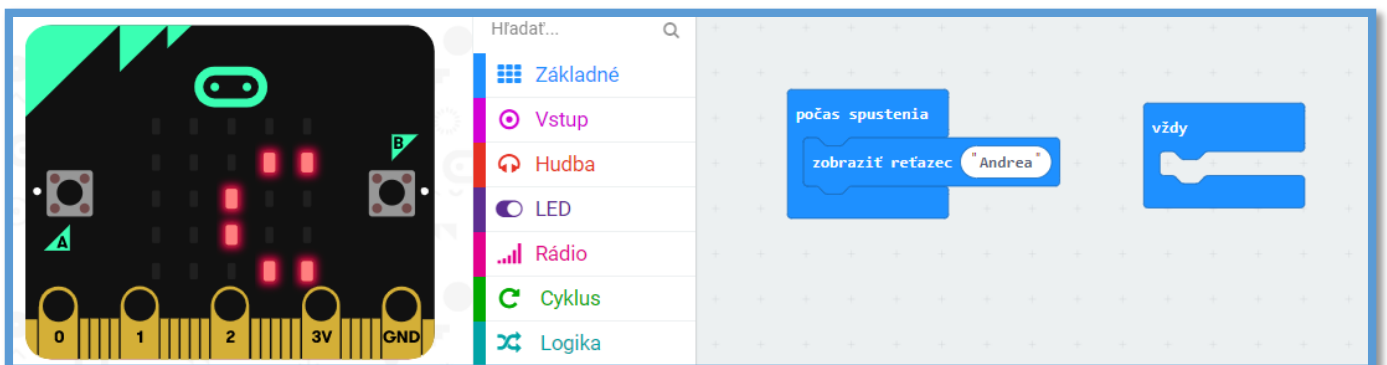 Hľadať...
Základné
Vstup
Hudba
LED
Rádio
Cyklus
Logika
B
A
0 1 2 3V GND
počas spustenia
zobraziť reťazec "Andrea"
vždy